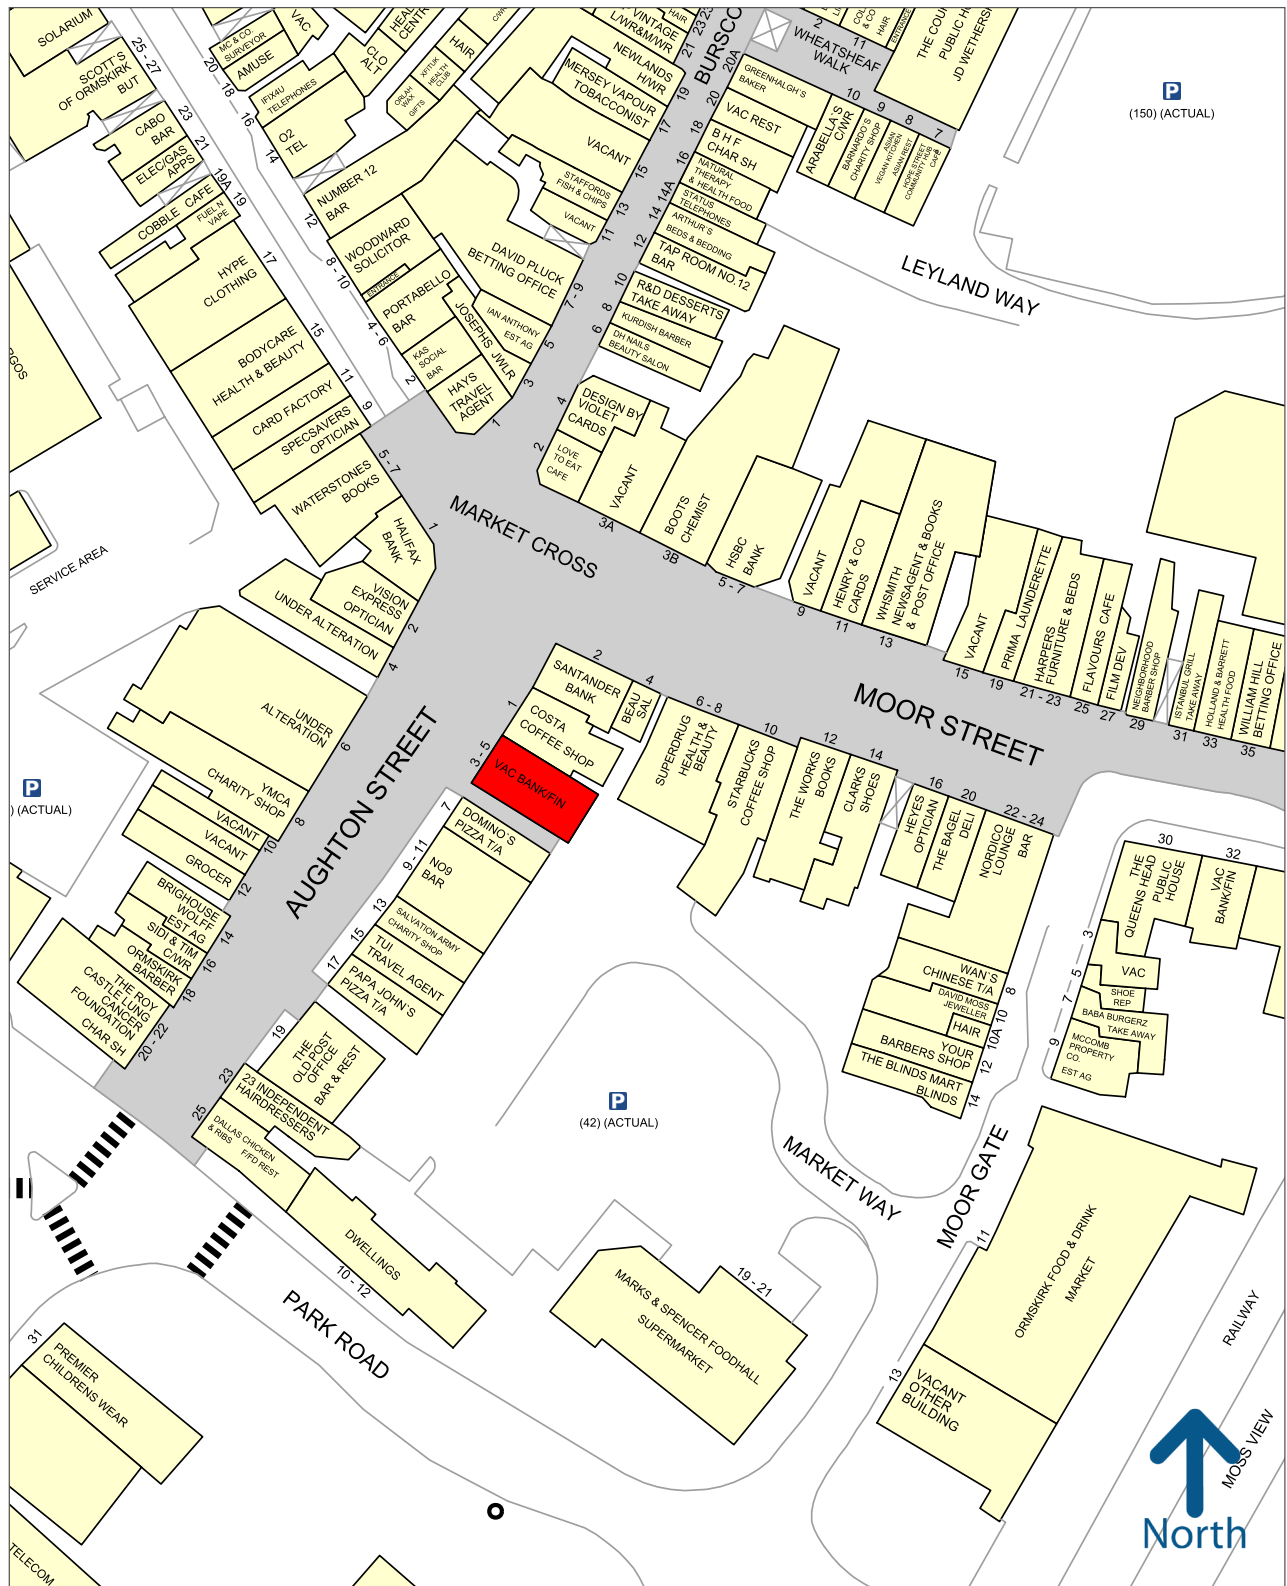 SOLARIUM
SCOTT'S
OF ORMSKIRK
BUT
25 - 27
23
21
19A
19
17
15
11
9
5 - 7
1
CABO
BAR
ELEC/GAS
APPS
COBBLE CAFE
FUEL N
VAPE
HYPE
CLOTHING
BODYCARE
HEALTH & BEAUTY
CARD FACTORY
SPECSAVERS
OPTICIAN
WATERSTONES
BOOKS
HALIFAX
BANK
VAC
MC & CO
SURVEYOR
AMUSE
20 - 18
16
14
12
8 - 10
4 - 6
2
IFIX4U
TELEPHONES
O2
TEL
CLO
ALT
HAIR
XFITUK
HEALTH
CLUB
ORLAH
WAX
GIFTS
NUMBER 12
BAR
WOODWARD
SOLICITOR
ENTRANCE
PORTABELLO
BAR
KAS
SOCIAL
BAR
JOSEPHS JWLR
HAYS
TRAVEL
AGENT
1
3
5
7 - 9
11
13
15
17
19
21
23
VINTAGE
L/WR&MWR
HAIR
NEWLANDS
H/WR
MERSEY VAPOUR
TOBACCONIST
VACANT
STAFFORDS
FISH & CHIPS
VACANT
DAVID PLUCK
BETTING OFFICE
IAN ANTHONY
EST AG
BURSCO
20A
20
18
16
14A
14
12
10
8
6
4
2
2
11
HAIR
ENTRANCE
WHEATSHEAF
WALK
10
9
8
7
PUBLIC H
JD WETHERS
GREENHALGH'S
BAKER
VAC REST
B H F
CHAR SH
NATURAL
THERAPY
& HEALTH FOOD
STATUS
TELEPHONES
ARTHUR'S
BEDS & BEDDING
TAP ROOM NO.12
BAR
R&D DESSERTS
TAKE AWAY
KURDISH BARBER
DH NAILS
BEAUTY SALON
ARABELLA'S
C/WR
BARNARDO'S
CHARITY SHOP
ASIAN
VEGAN KITCHEN
ASIAN REST
HOPE STREET
COMMUNITY HUB
CAFE
P
(150) (ACTUAL)
LEYLAND WAY
DESIGN BY
VIOLET
CARDS
LOVE
TO EAT
CAFE
VACANT
3A
BOOTS
CHEMIST
3B
HSBC
BANK
5 - 7
VACANT
9
HENRY & CO
CARDS
11
WHSMITH
NEWSAGENT & BOOKS
& POST OFFICE
13
VACANT
15
PRIMA LAUNDERETTE
19
HARPERS
FURNITURE & BEDS
21 - 23
FLAVOURS CAFE
25
FILM DEV
27
NEIGHBORHOOD
BARBER SHOP
29
ISTANBUL GRILL
TAKE AWAY
31
HOLLAND & BARRETT
HEALTH FOOD
33
WILLIAM HILL
BETTING OFFICE
35
MARKET CROSS
MOOR STREET
SERVICE AREA
VISION
EXPRESS
OPTICIAN
2
UNDER ALTERATION
4
UNDER
ALTERATION
6
YMCA
CHARITY SHOP
8
VACANT
10
VACANT
GROCER
12
BRIGHOUSE
WOLFF
EST AG
14
SIDI & TIM
C/WR
16
ORMSKIRK
BARBER
18
THE ROY
CASTLE LUNG
CANCER
FOUNDATION
CHAR SH
20 - 22
P
) (ACTUAL)
AUGHTON STREET
SANTANDER
BANK
1
2
BEAU
SAL
4
COSTA
COFFEE SHOP
3 - 5
VAC BANK/FIN
7
DOMINO'S
PIZZA T/A
9 - 11
NO9
BAR
13
SALVATION ARMY
CHARITY SHOP
15
TUI
TRAVEL AGENT
17
PAPA JOHN'S
PIZZA T/A
19
THE
OLD POST
OFFICE
BAR & REST
23
23 INDEPENDENT
HAIRDRESSERS
25
DALLAS CHICKEN
& RIBS
F/FD REST
DWELLINGS
10 - 12
6 - 8
SUPERDRUG
HEALTH &
BEAUTY
10
STARBUCKS
COFFEE SHOP
12
THE WORKS
BOOKS
14
CLARKS
SHOES
16
HEYES
OPTICIAN
20
THE BAGEL
DELI
22 - 24
NORDICO
LOUNGE
BAR
WAN'S
CHINESE T/A
8
DAVID MOSS
JEWELLER
10
HAIR
10A
YOUR
BARBERS SHOP
12
THE BLINDS MART
BLINDS
14
30
THE
QUEENS HEAD
PUBLIC
HOUSE
32
VAC
BANK/FIN
3
5
VAC
7
SHOE
REP
BABA BURGERZ
TAKE AWAY
9
MCCOMB
PROPERTY
CO.
EST AG
P
(42) (ACTUAL)
MARKET WAY
MOOR GATE
11
ORMSKIRK FOOD & DRINK
MARKET
13
VACANT
OTHER
BUILDING
MARKS & SPENCER FOODHALL
SUPERMARKET
19 - 21
PARK ROAD
31
PREMIER
CHILDRENS WEAR
TELECOM
RAILWAY
MOSS VIEW
North